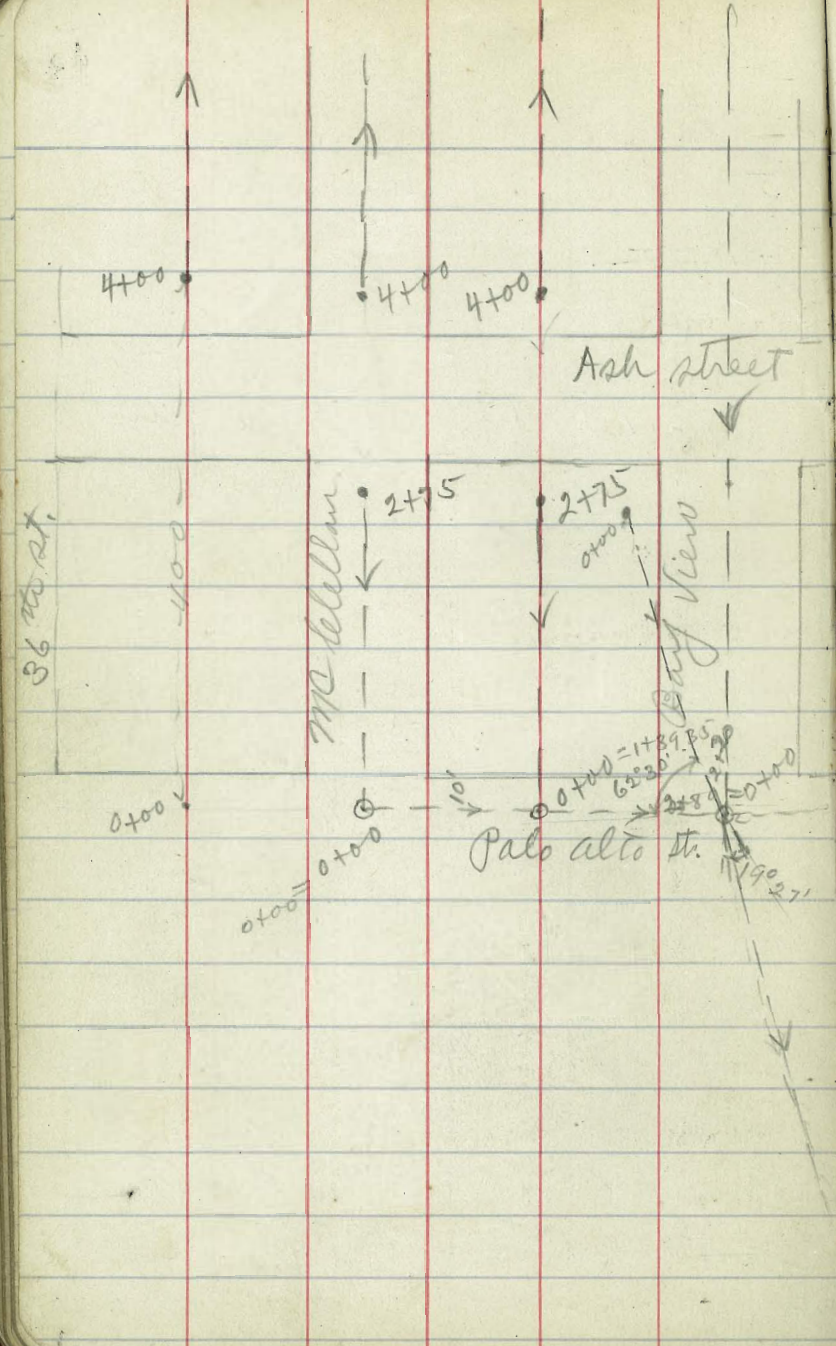 4+00
4+00
4+00
Ash street
2+75
2+75
0+00
36 th st.
400
McClellan
Bay View
0+00
0+00 = 0+00
10'
0+00 = 1+89.35
62°30'
= 0+00
Palo Alto St.
19° 27'